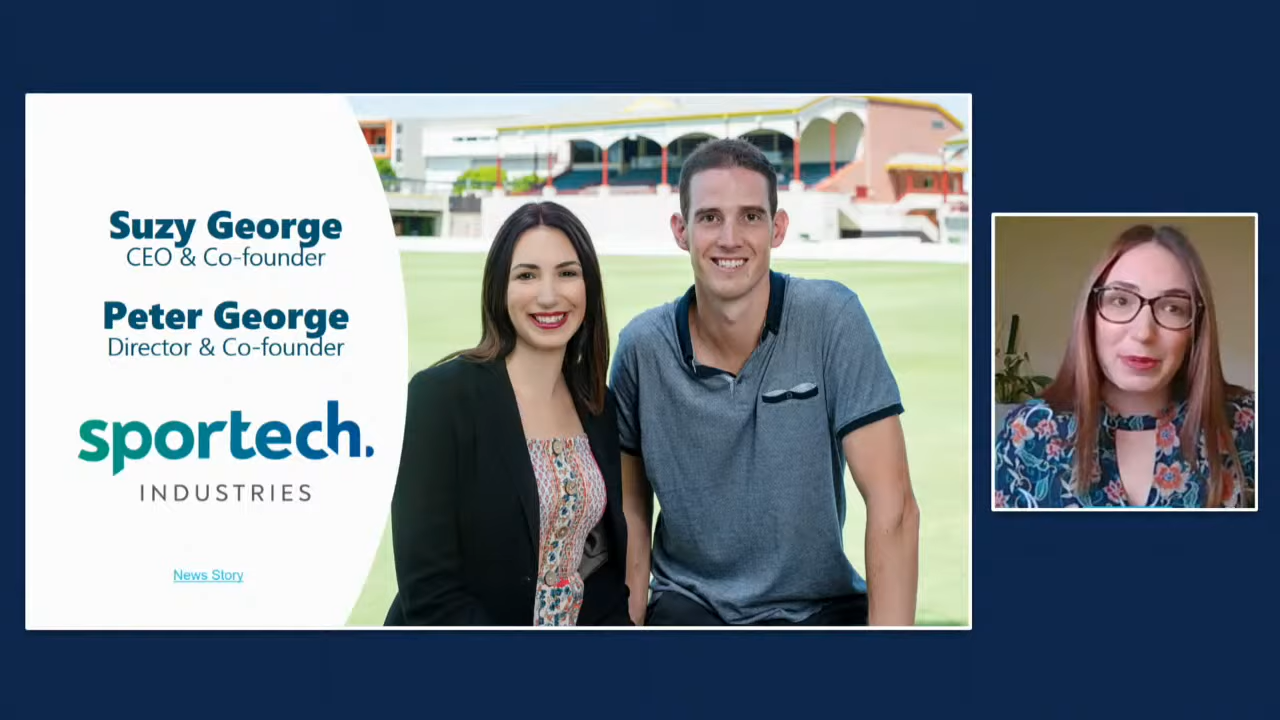 Suzy George
CEO & Co-founder
Peter George
Director & Co-founder
sportech.
INDUSTRIES
News Story